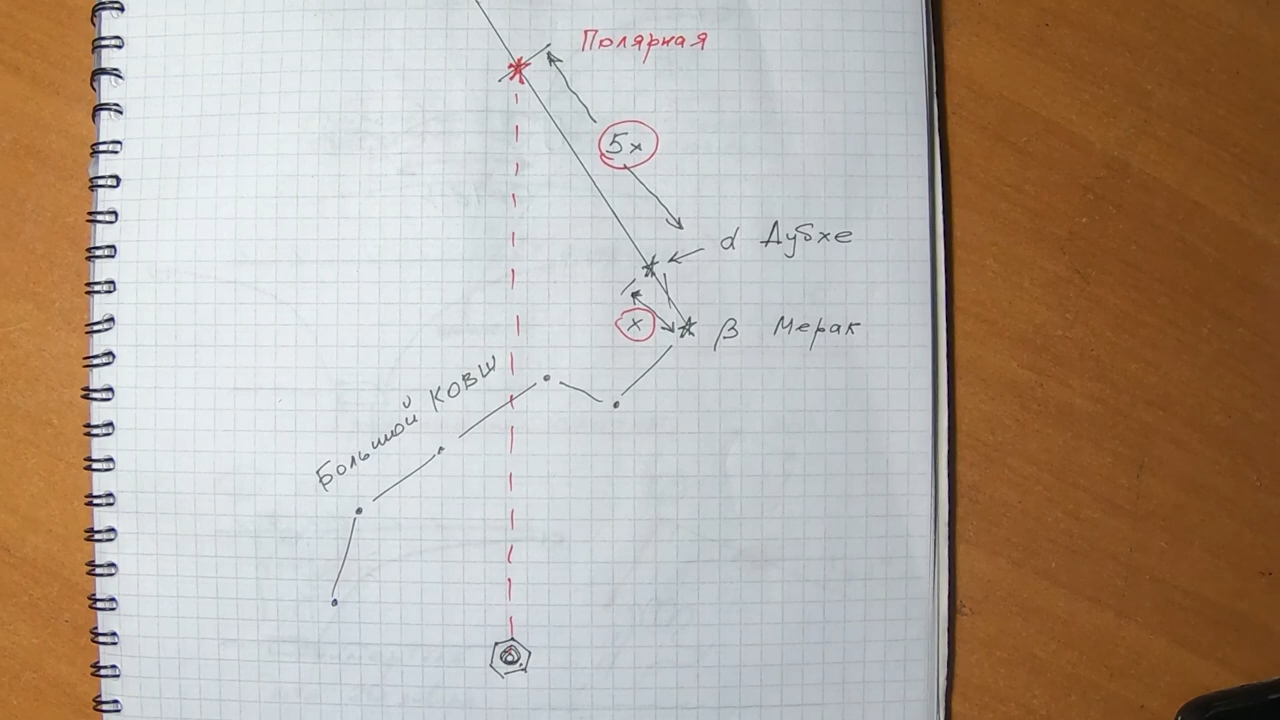 Полярная
5x
α Дубхе
x
β Мерак
Большой КОВШ